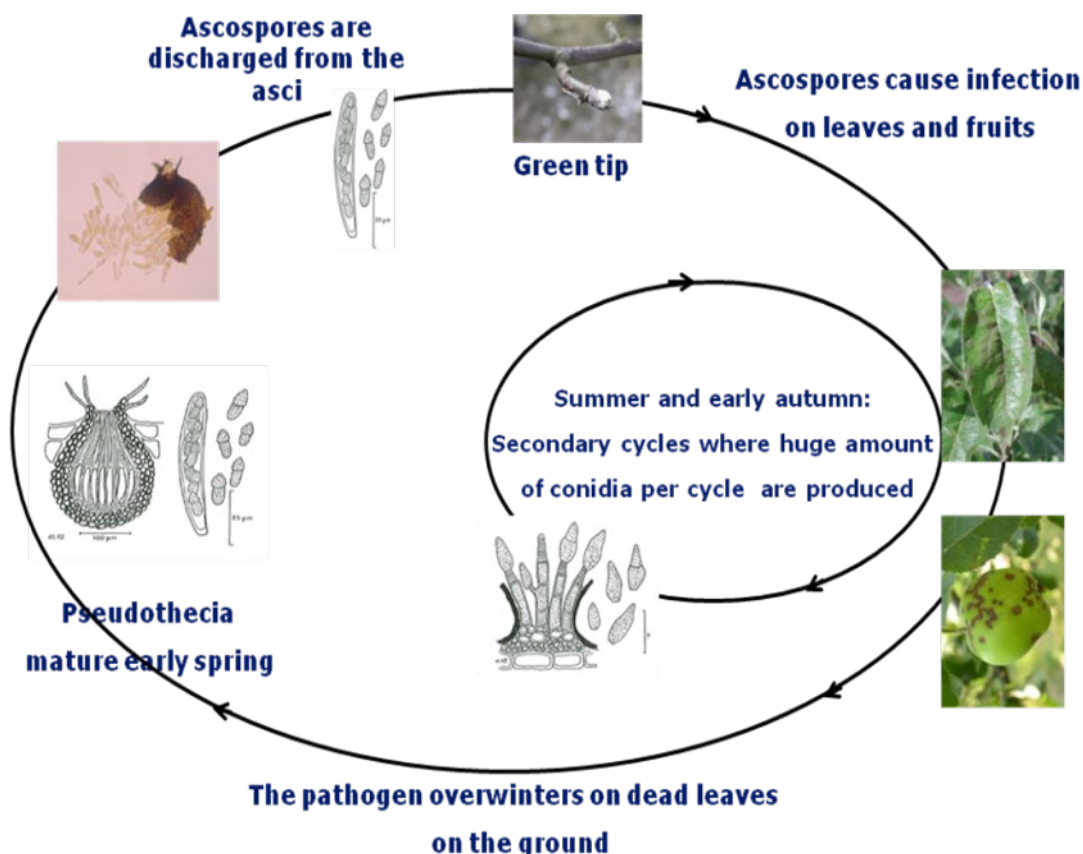 Ascospores are
discharged from the
asci
Green tip
Ascospores cause infection
on leaves and fruits
Summer and early autumn:
Secondary cycles where huge amount
of conidia per cycle are produced
Pseudothecia
mature early spring
The pathogen overwinters on dead leaves
on the ground